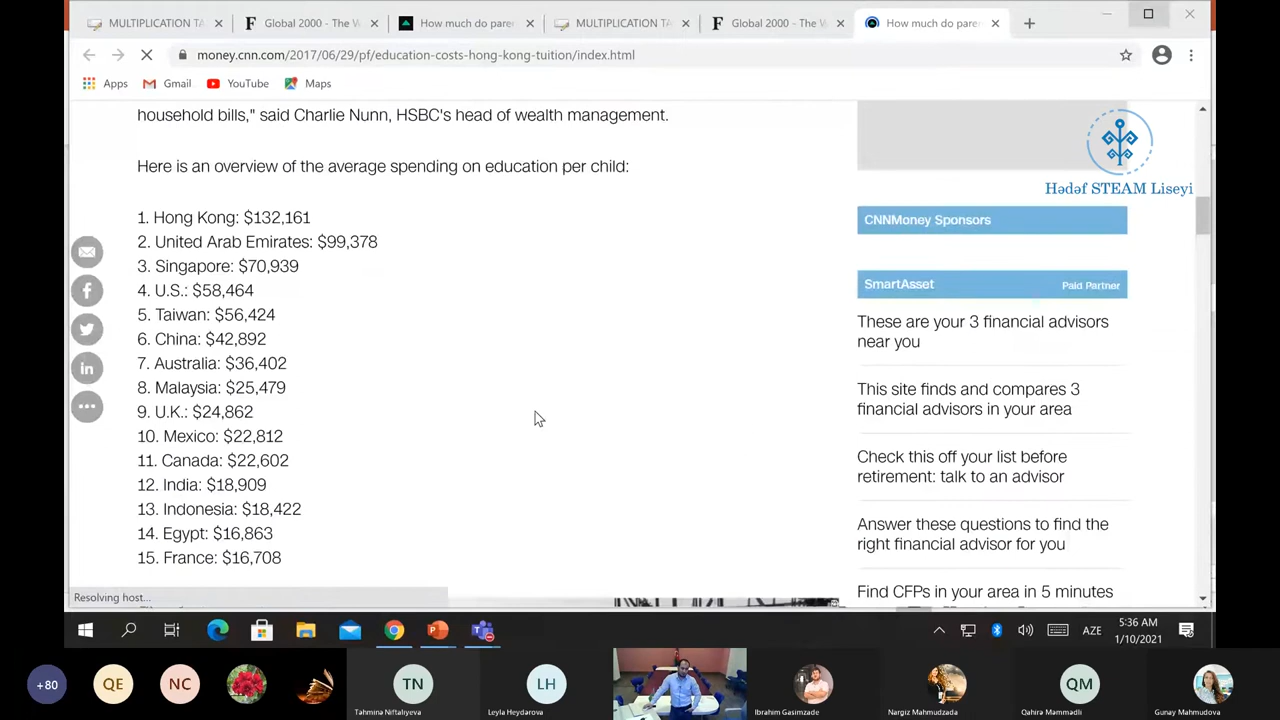 MULTIPLICATION TA
Global 2000 - The W
How much do pare
MULTIPLICATION TA
Global 2000 - The W
How much do pare
money.cnn.com/2017/06/29/pf/education-costs-hong-kong-tuition/index.html
Apps
Gmail
YouTube
Maps
household bills," said Charlie Nunn, HSBC's head of wealth management.
Here is an overview of the average spending on education per child:
1. Hong Kong: $132,161
2. United Arab Emirates: $99,378
3. Singapore: $70,939
4. U.S.: $58,464
5. Taiwan: $56,424
6. China: $42,892
7. Australia: $36,402
8. Malaysia: $25,479
9. U.K.: $24,862
10. Mexico: $22,812
11. Canada: $22,602
12. India: $18,909
13. Indonesia: $18,422
14. Egypt: $16,863
15. France: $16,708
Hədəf STEAM Liseyi
CNNMoney Sponsors
SmartAsset
Paid Partner
These are your 3 financial advisors
near you
This site finds and compares 3
financial advisors in your area
Check this off your list before
retirement: talk to an advisor
Answer these questions to find the
right financial advisor for you
Find CFPs in your area in 5 minutes
Resolving host...
AZE
5:36 AM
1/10/2021
+80
QE
NC
TN
LH
QM
Təhminə Niftəliyeva
Leyla Heydərova
Ibrahim Gasimzade
Nargiz Mahmudzada
Qahirə Məmmədli
Gunay Mahmudova